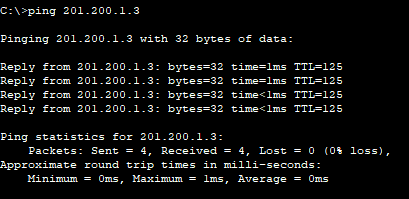 C:\>ping 201.200.1.3
Pinging 201.200.1.3 with 32 bytes of data:
Reply from 201.200.1.3: bytes=32 time=1ms TTL=125
Reply from 201.200.1.3: bytes=32 time=1ms TTL=125
Reply from 201.200.1.3: bytes=32 time<1ms TTL=125
Reply from 201.200.1.3: bytes=32 time<1ms TTL=125
Ping statistics for 201.200.1.3:
Packets: Sent = 4, Received = 4, Lost = 0 (0% loss),
Approximate round trip times in milli-seconds:
Minimum = 0ms, Maximum = 1ms, Average = 0ms